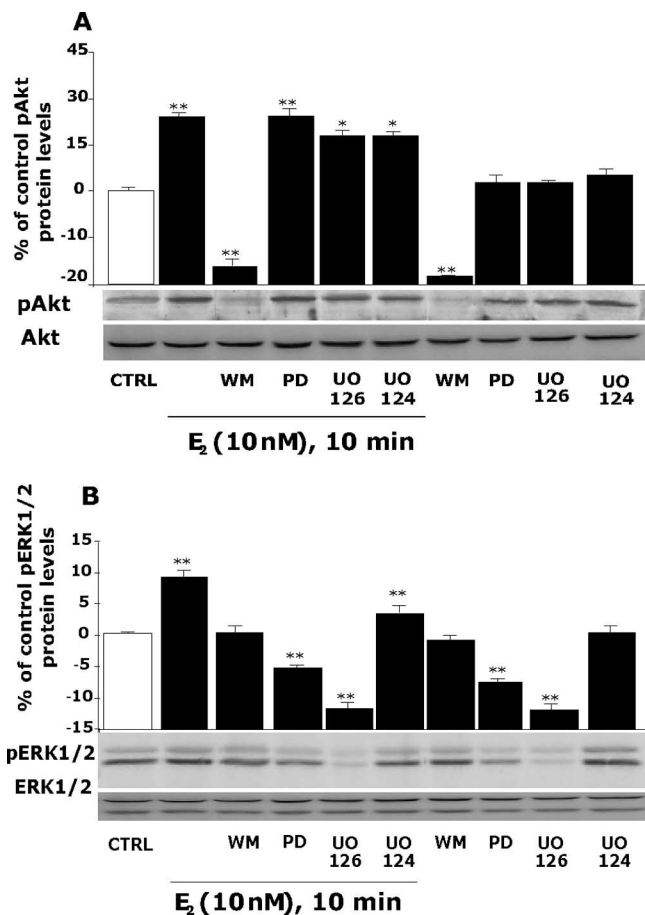 A
% of control pAkt
protein levels
45
30
15
0
-10
-20
** ** * * ** **
pAkt
Akt
CTRL WM PD UO 126 UO 124 WM PD UO 126 UO 124
E2 (10 nM), 10 min
B
% of control pERK1/2
protein levels
15
10
5
0
-5
-10
-15
** ** ** ** ** **
pERK1/2
ERK1/2
CTRL WM PD UO 126 UO 124 WM PD UO 126 UO 124
E2 (10nM), 10 min